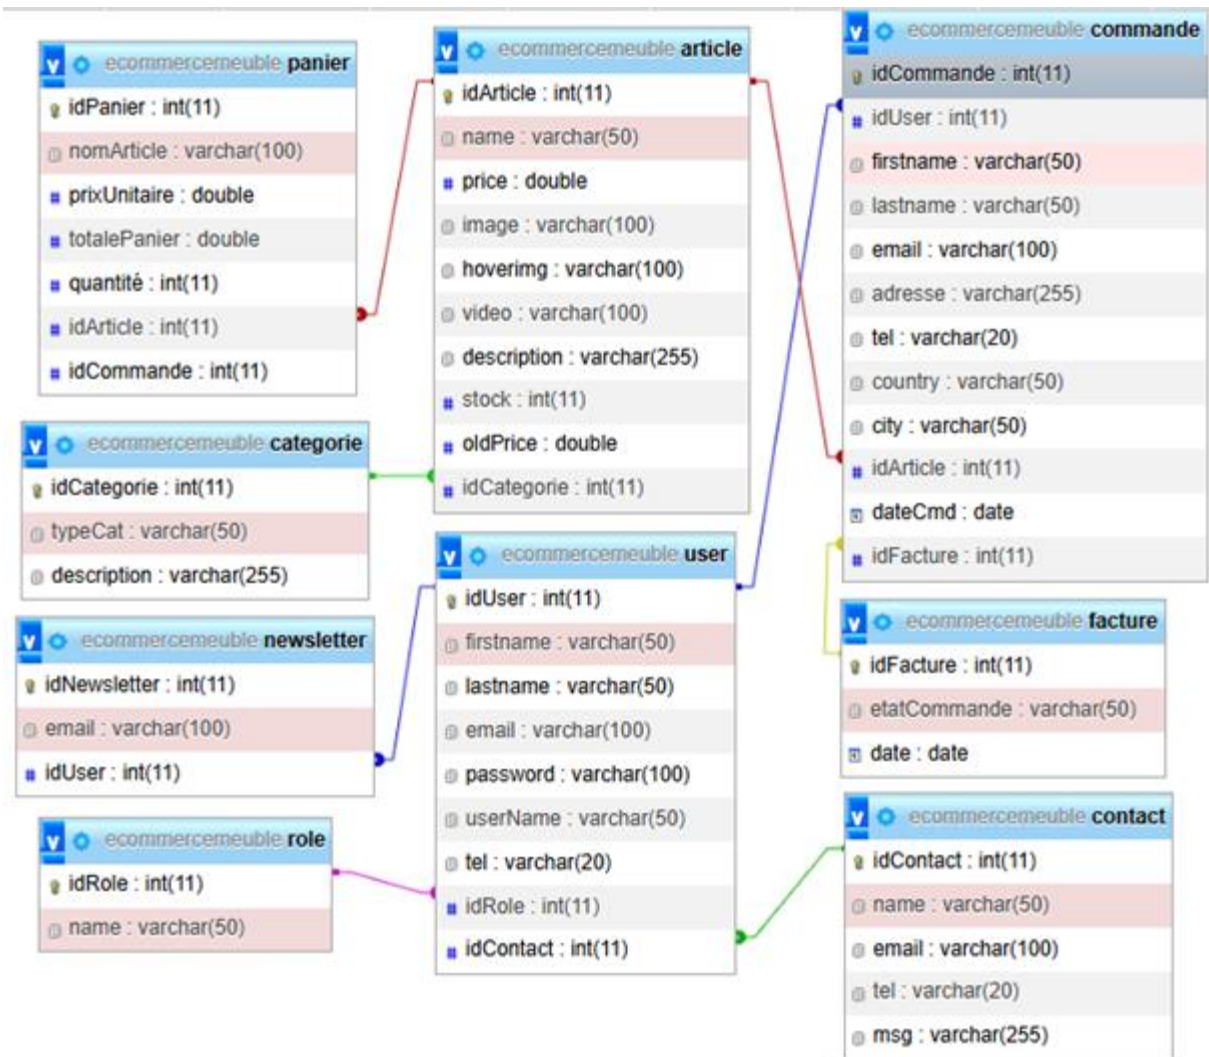 ecommercemeuble panier
idPanier : int(11)
nomArticle : varchar(100)
prixUnitaire : double
totalePanier : double
quantité : int(11)
idArticle : int(11)
idCommande : int(11)
ecommercemeuble categorie
idCategorie : int(11)
typeCat : varchar(50)
description : varchar(255)
ecommercemeuble newsletter
idNewsletter : int(11)
email : varchar(100)
idUser : int(11)
ecommercemeuble role
idRole : int(11)
name : varchar(50)
ecommercemeuble article
idArticle : int(11)
name : varchar(50)
price : double
image : varchar(100)
hoverimg : varchar(100)
video : varchar(100)
description : varchar(255)
stock : int(11)
oldPrice : double
idCategorie : int(11)
ecommercemeuble user
idUser : int(11)
firstname : varchar(50)
lastname : varchar(50)
email : varchar(100)
password : varchar(100)
userName : varchar(50)
tel : varchar(20)
idRole : int(11)
idContact : int(11)
ecommercemeuble commande
idCommande : int(11)
idUser : int(11)
firstname : varchar(50)
lastname : varchar(50)
email : varchar(100)
adresse : varchar(255)
tel : varchar(20)
country : varchar(50)
city : varchar(50)
idArticle : int(11)
dateCmd : date
idFacture : int(11)
ecommercemeuble facture
idFacture : int(11)
etatCommande : varchar(50)
date : date
ecommercemeuble contact
idContact : int(11)
name : varchar(50)
email : varchar(100)
tel : varchar(20)
msg : varchar(255)